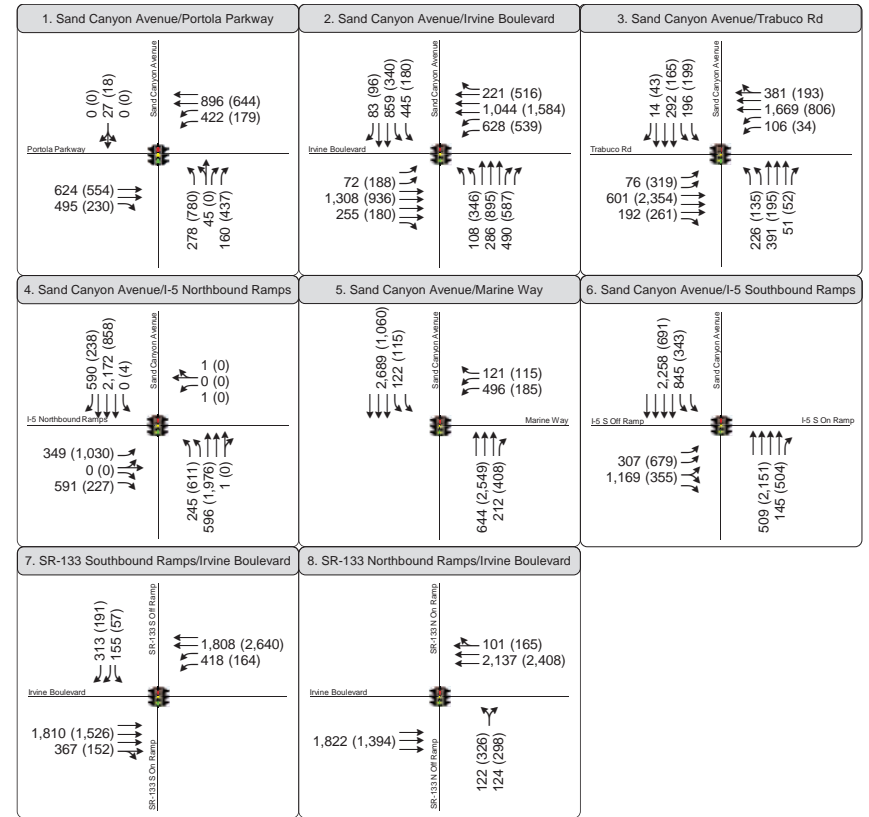 1. Sand Canyon Avenue/Portola Parkway
0 (0)
27 (18)
0 (0)
Sand Canyon Avenue
896 (644)
422 (179)
Portola Parkway
624 (554)
495 (230)
278 (780)
45 (0)
160 (437)
2. Sand Canyon Avenue/Irvine Boulevard
83 (96)
859 (340)
445 (180)
Sand Canyon Avenue
221 (516)
1,044 (1,584)
628 (539)
Irvine Boulevard
72 (188)
1,308 (936)
255 (180)
108 (346)
286 (895)
490 (587)
3. Sand Canyon Avenue/Trabuco Rd
14 (43)
292 (165)
196 (199)
Sand Canyon Avenue
381 (193)
1,669 (806)
106 (34)
Trabuco Rd
76 (319)
601 (2,354)
192 (261)
226 (135)
391 (195)
51 (52)
4. Sand Canyon Avenue/I-5 Northbound Ramps
590 (238)
2,172 (858)
0 (4)
Sand Canyon Avenue
1 (0)
0 (0)
1 (0)
I-5 Northbound Ramps
349 (1,030)
0 (0)
591 (227)
245 (611)
596 (1,976)
1 (0)
5. Sand Canyon Avenue/Marine Way
2,689 (1,060)
122 (115)
Sand Canyon Avenue
121 (115)
496 (185)
Marine Way
644 (2,549)
212 (408)
6. Sand Canyon Avenue/I-5 Southbound Ramps
2,258 (691)
845 (343)
Sand Canyon Avenue
I-5 S Off Ramp
I-5 S On Ramp
307 (679)
1,169 (355)
509 (2,151)
145 (504)
7. SR-133 Southbound Ramps/Irvine Boulevard
313 (191)
155 (57)
SR-133 S Off Ramp
1,808 (2,640)
418 (164)
Irvine Boulevard
1,810 (1,526)
367 (152)
SR-133 S On Ramp
8. SR-133 Northbound Ramps/Irvine Boulevard
SR-133 N On Ramp
101 (165)
2,137 (2,408)
Irvine Boulevard
1,822 (1,394)
SR-133 N Off Ramp
122 (326)
124 (298)